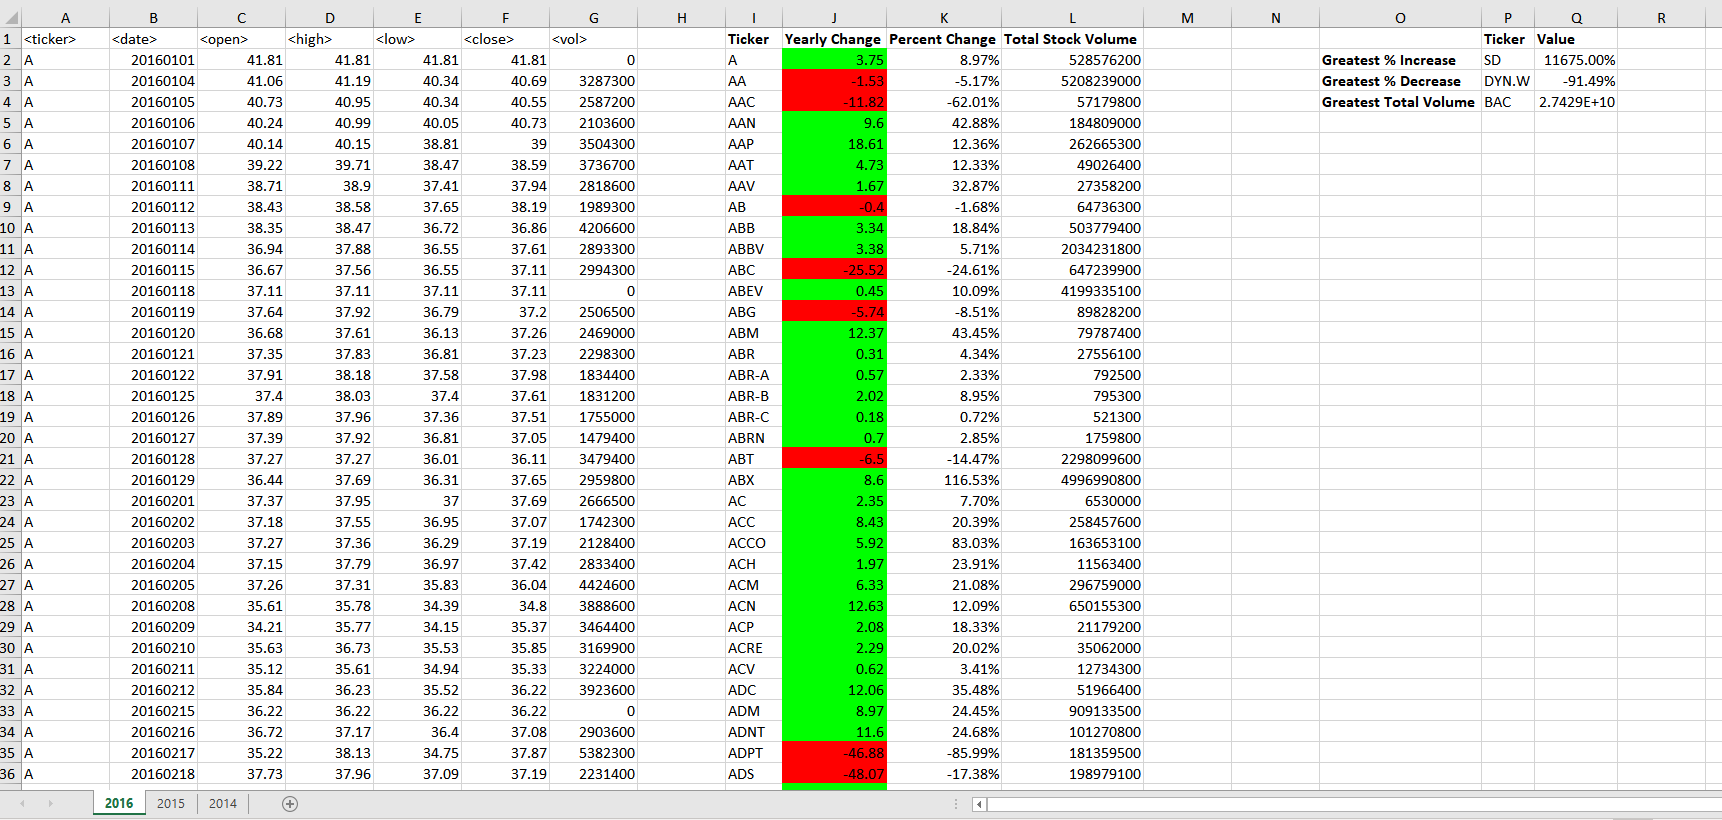 A B C D E F G H I J K L M N O P Q R
1 <ticker> <date> <open> <high> <low> <close> <vol> Ticker Yearly Change Percent Change Total Stock Volume Ticker Value
2 A 20160101 41.81 41.81 41.81 41.81 0 A 3.75 8.97% 528576200 Greatest % Increase SD 11675.00%
3 A 20160104 41.06 41.19 40.34 40.69 3287300 AA -1.53 -5.17% 5208239000 Greatest % Decrease DYN.W -91.49%
4 A 20160105 40.73 40.95 40.34 40.55 2587200 AAC -11.82 -62.01% 57179800 Greatest Total Volume BAC 2.7429E+10
5 A 20160106 40.24 40.99 40.05 40.73 2103600 AAN 9.6 42.88% 184809000
6 A 20160107 40.14 40.15 38.81 39 3504300 AAP 18.61 12.36% 262665300
7 A 20160108 39.22 39.71 38.47 38.59 3736700 AAT 4.73 12.33% 49026400
8 A 20160111 38.71 38.9 37.41 37.94 2818600 AAV 1.67 32.87% 27358200
9 A 20160112 38.43 38.58 37.65 38.19 1989300 AB -0.4 -1.68% 64736300
10 A 20160113 38.35 38.47 36.72 36.86 4206600 ABB 3.34 18.84% 503779400
11 A 20160114 36.94 37.88 36.55 37.61 2893300 ABBV 3.38 5.71% 2034231800
12 A 20160115 36.67 37.56 36.55 37.11 2994300 ABC -25.52 -24.61% 647239900
13 A 20160118 37.11 37.11 37.11 37.11 0 ABEV 0.45 10.09% 4199335100
14 A 20160119 37.64 37.92 36.79 37.2 2506500 ABG -5.74 -8.51% 89828200
15 A 20160120 36.68 37.61 36.13 37.26 2469000 ABM 12.37 43.45% 79787400
16 A 20160121 37.35 37.83 36.81 37.23 2298300 ABR 0.31 4.34% 27556100
17 A 20160122 37.91 38.18 37.58 37.98 1834400 ABR-A 0.57 2.33% 792500
18 A 20160125 37.4 38.03 37.4 37.61 1831200 ABR-B 2.02 8.95% 795300
19 A 20160126 37.89 37.96 37.36 37.51 1755000 ABR-C 0.18 0.72% 521300
20 A 20160127 37.39 37.92 36.81 37.05 1479400 ABRN 0.7 2.85% 1759800
21 A 20160128 37.27 37.27 36.01 36.11 3479400 ABT -6.5 -14.47% 2298099600
22 A 20160129 36.44 37.69 36.31 37.65 2959800 ABX 8.6 116.53% 4996990800
23 A 20160201 37.37 37.95 37 37.69 2666500 AC 2.35 7.70% 6530000
24 A 20160202 37.18 37.55 36.95 37.07 1742300 ACC 8.43 20.39% 258457600
25 A 20160203 37.27 37.36 36.29 37.19 2128400 ACCO 5.92 83.03% 163653100
26 A 20160204 37.15 37.79 36.97 37.42 2833400 ACH 1.97 23.91% 11563400
27 A 20160205 37.26 37.31 35.83 36.04 4424600 ACM 6.33 21.08% 296759000
28 A 20160208 35.61 35.78 34.39 34.8 3888600 ACN 12.63 12.09% 650155300
29 A 20160209 34.21 35.77 34.15 35.37 3464400 ACP 2.08 18.33% 21179200
30 A 20160210 35.63 36.73 35.53 35.85 3169900 ACRE 2.29 20.02% 35062000
31 A 20160211 35.12 35.61 34.94 35.33 3224000 ACV 0.62 3.41% 12734300
32 A 20160212 35.84 36.23 35.52 36.22 3923600 ADC 12.06 35.48% 51966400
33 A 20160215 36.22 36.22 36.22 36.22 0 ADM 8.97 24.45% 909133500
34 A 20160216 36.72 37.17 36.4 37.08 2903600 ADNT 11.6 24.68% 101270800
35 A 20160217 35.22 38.13 34.75 37.87 5382300 ADPT -46.88 -85.99% 181359500
36 A 20160218 37.73 37.96 37.09 37.19 2231400 ADS -48.07 -17.38% 198979100
2016 2015 2014